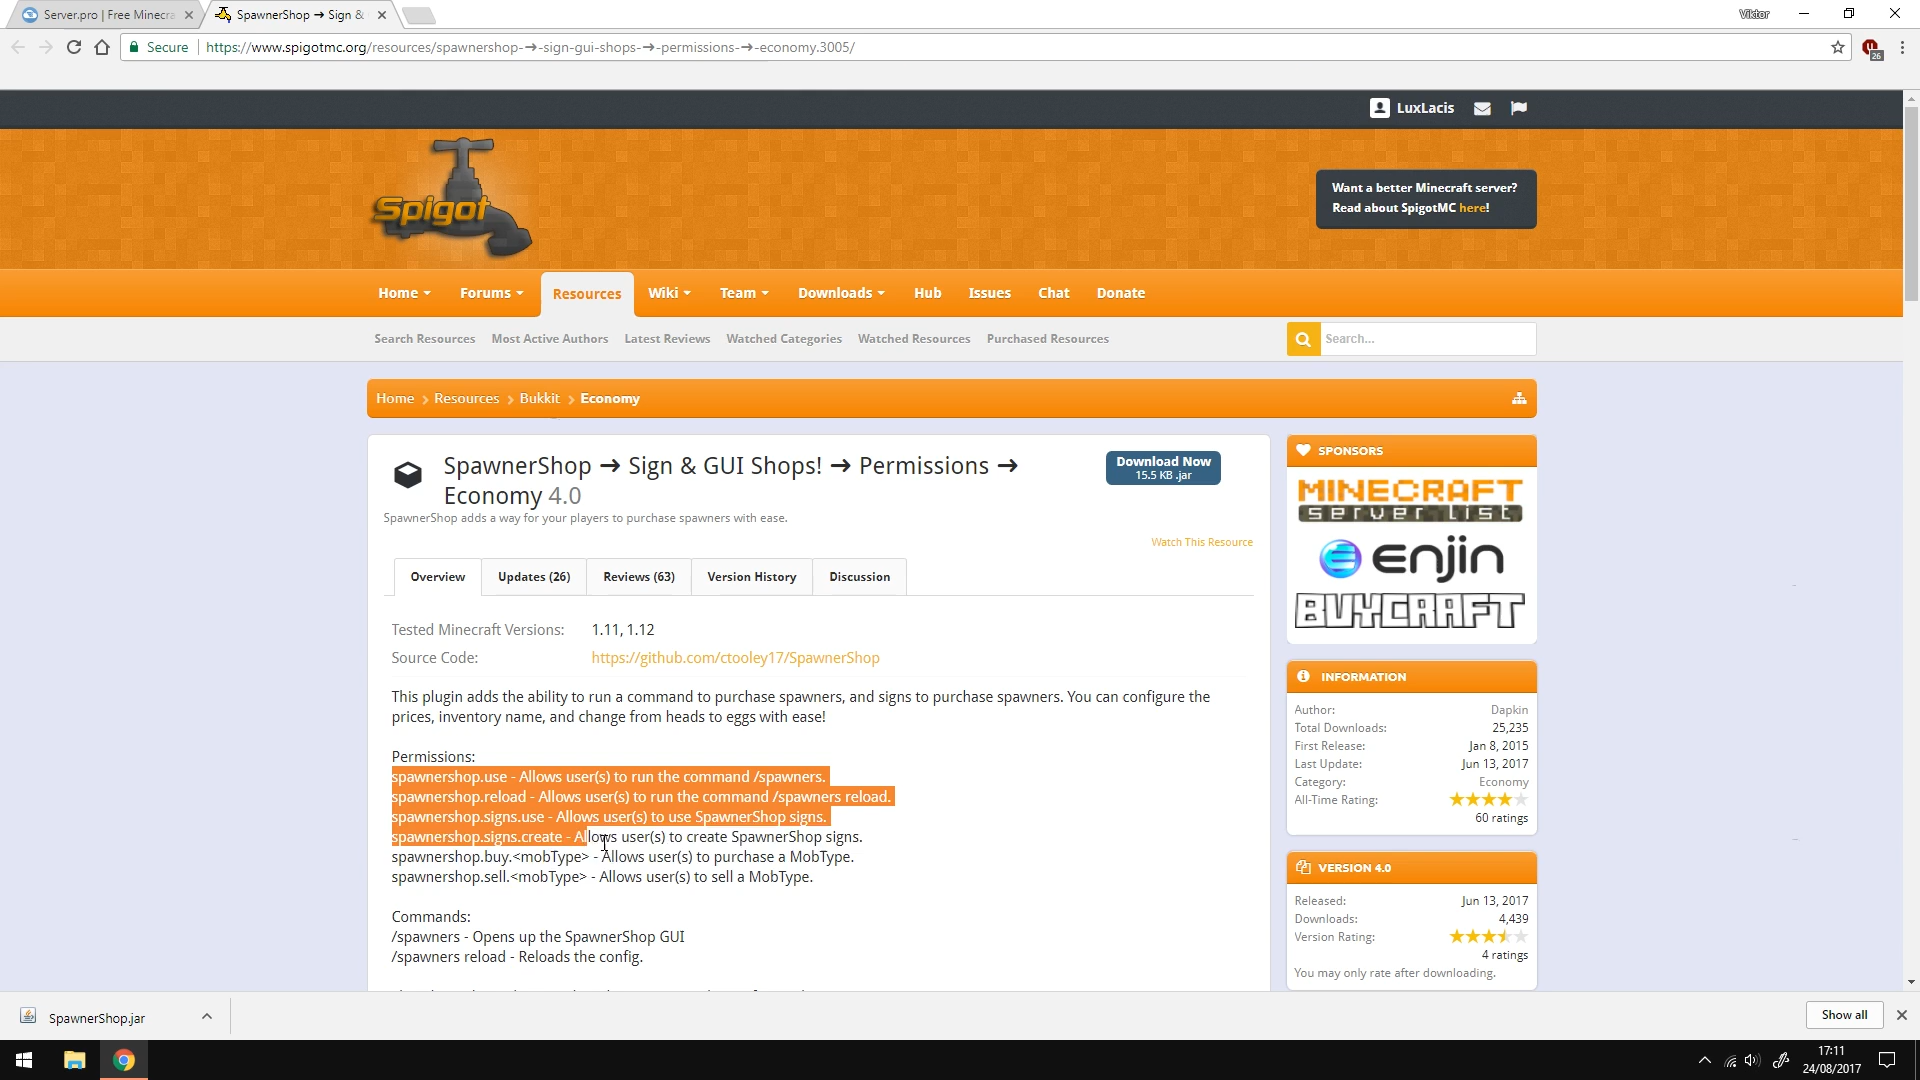 Server.pro | Free Minecra
SpawnerShop → Sign &
Viktor
Secure
https://www.spigotmc.org/resources/spawnershop-→-sign-gui-shops-→-permissions-→-economy.3005/
26
LuxLacis
Spigot
Want a better Minecraft server?
Read about SpigotMC here!
Home
Forums
Resources
Wiki
Team
Downloads
Hub
Issues
Chat
Donate
Search Resources
Most Active Authors
Latest Reviews
Watched Categories
Watched Resources
Purchased Resources
Search...
Home
Resources
Bukkit
Economy
SpawnerShop → Sign & GUI Shops! → Permissions →
Economy 4.0
SpawnerShop adds a way for your players to purchase spawners with ease.
Download Now
15.5 KB .jar
Watch This Resource
Overview
Updates (26)
Reviews (63)
Version History
Discussion
Tested Minecraft Versions: 1.11, 1.12
Source Code: https://github.com/ctooley17/SpawnerShop
This plugin adds the ability to run a command to purchase spawners, and signs to purchase spawners. You can configure the
prices, inventory name, and change from heads to eggs with ease!
Permissions:
spawnershop.use - Allows user(s) to run the command /spawners.
spawnershop.reload - Allows user(s) to run the command /spawners reload.
spawnershop.signs.use - Allows user(s) to use SpawnerShop signs.
spawnershop.signs.create - Allows user(s) to create SpawnerShop signs.
spawnershop.buy.<mobType> - Allows user(s) to purchase a MobType.
spawnershop.sell.<mobType> - Allows user(s) to sell a MobType.
Commands:
/spawners - Opens up the SpawnerShop GUI
/spawners reload - Reloads the config.
SPONSORS
MINECRAFT
server list
enjin
BUYCRAFT
INFORMATION
Author: Dapkin
Total Downloads: 25,235
First Release: Jan 8, 2015
Last Update: Jun 13, 2017
Category: Economy
All-Time Rating:
60 ratings
VERSION 4.0
Released: Jun 13, 2017
Downloads: 4,439
Version Rating:
4 ratings
You may only rate after downloading.
SpawnerShop.jar
Show all
17:11
24/08/2017